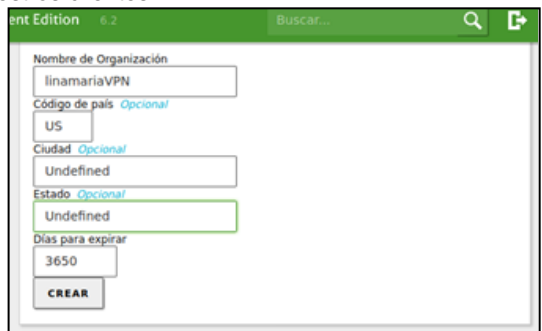 ent Edition 6.2 Buscar...
Nombre de Organización
linamariaVPN
Código de país Opcional
US
Ciudad Opcional
Undefined
Estado Opcional
Undefined
Días para expirar
3650
CREAR